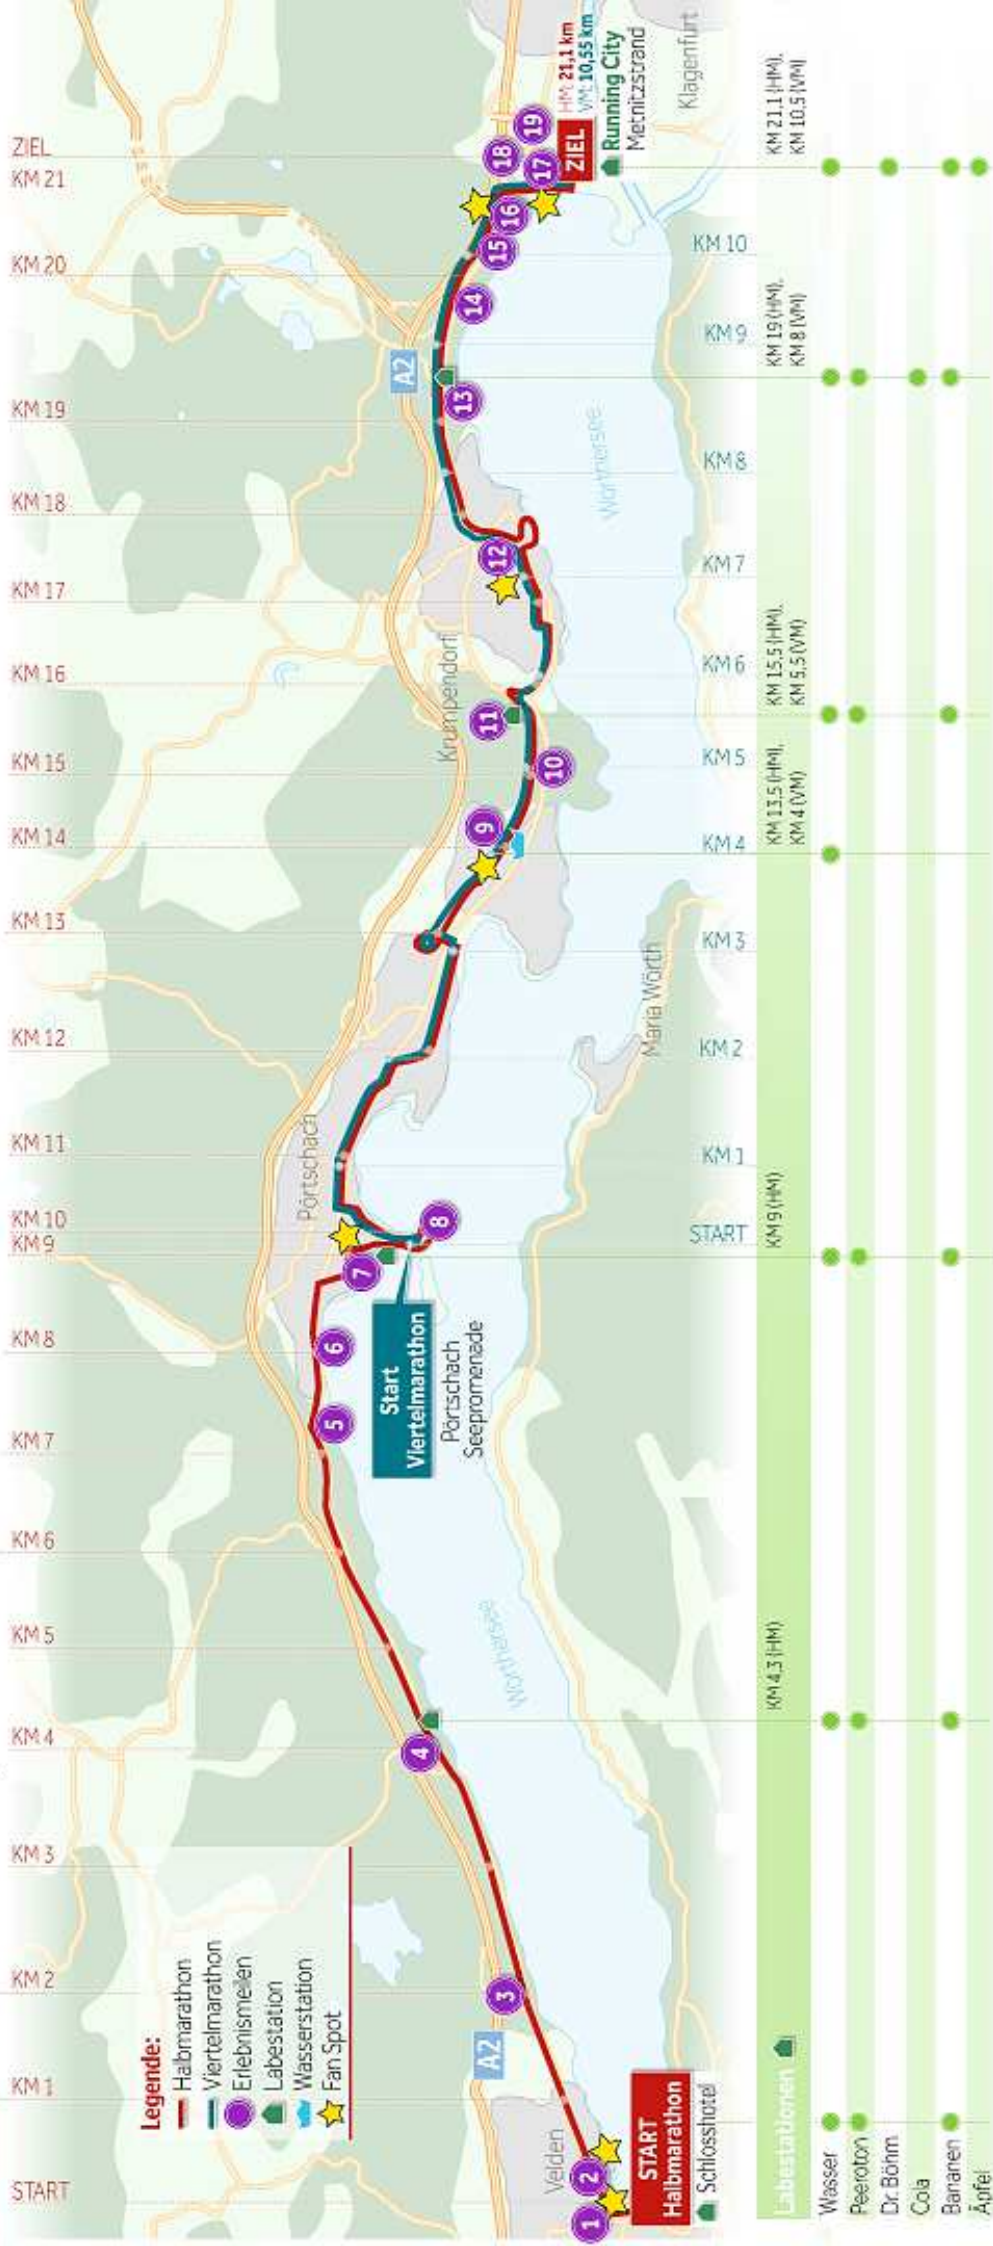 START
KM 1
KM 2
KM 3
KM 4
KM 5
KM 6
KM 7
KM 8
KM 9
KM 10
KM 11
KM 12
KM 13
KM 14
KM 15
KM 16
KM 17
KM 18
KM 19
KM 20
KM 21
ZIEL
Legende:
Halbmarathon
Viertelmarathon
Erlebnismeilen
Labestation
Wasserstation
Fan Spot
A2
A2
Velden
Pörtschach
Krumpendorf
Klagenfurt
Maria Wörth
Wörthersee
Wörthersee
1
2
3
4
5
6
7
8
9
10
11
12
13
14
15
16
17
18
19
START
Halbmarathon
Schlosshotel
Start
Viertelmarathon
Pörtschach
Seepromenade
ZIEL
HM: 21,1 km
VM: 10,55 km
Running City
Metnitzstrand
START
KM 1
KM 2
KM 3
KM 4
KM 5
KM 6
KM 7
KM 8
KM 9
KM 10
Labestationen
KM 4,3 (HM)
KM 9 (HM)
KM 13,5 (HM),
KM 4 (VM)
KM 15,5 (HM),
KM 5,5 (VM)
KM 19 (HM),
KM 8 (VM)
KM 21,1 (HM),
KM 10,5 (VM)
Wasser
Peeroton
Dr. Böhm
Cola
Bananen
Äpfel